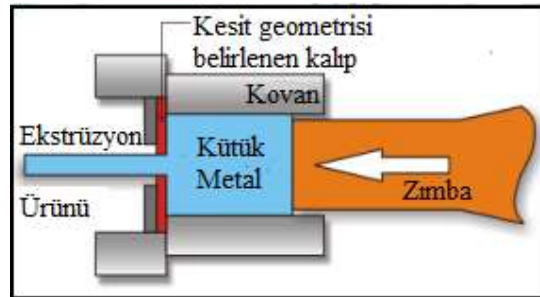 Kesit geometrisi
belirlenen kalıp
Kovan
Ekstrüzyon
Kütük
Metal
Zımba
Ürünü